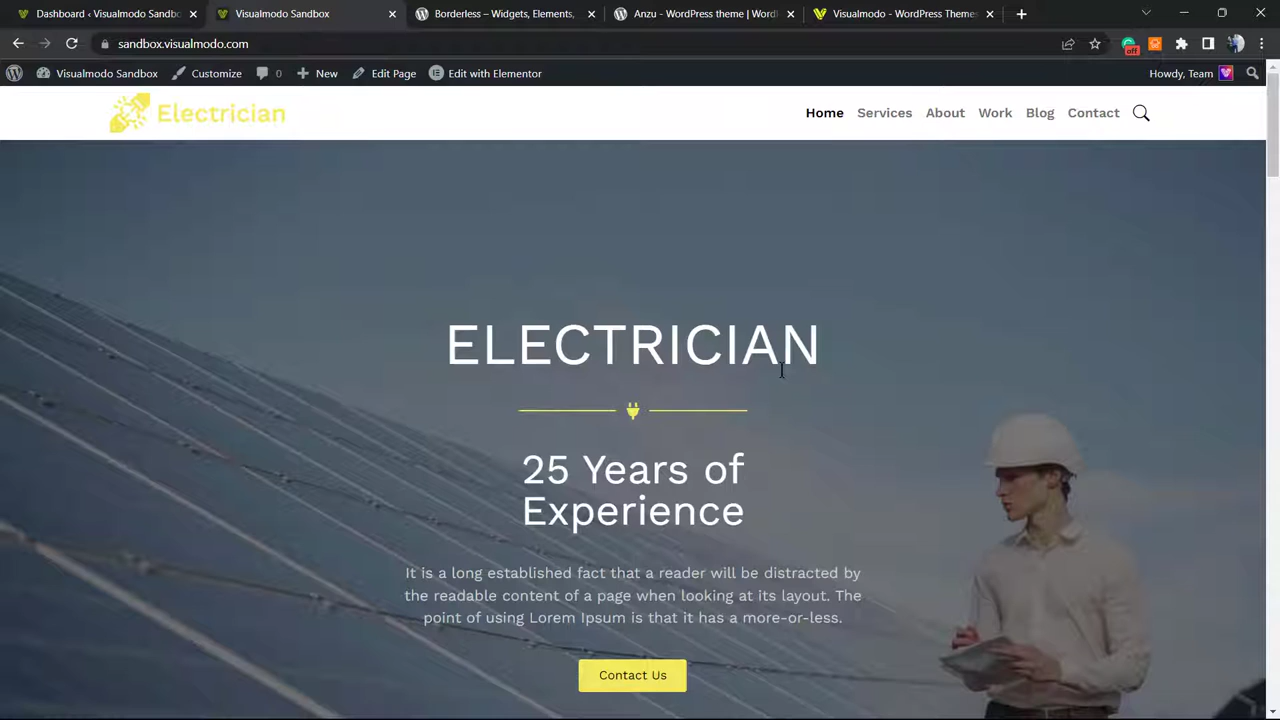 Dashboard ‹ Visualmodo Sandbo
Visualmodo Sandbox
Borderless – Widgets, Elements,
Anzu - WordPress theme | Word
Visualmodo - WordPress Themes
sandbox.visualmodo.com
off
Visualmodo Sandbox
Customize
0
New
Edit Page
Edit with Elementor
Howdy, Team
Electrician
Home
Services
About
Work
Blog
Contact
ELECTRICIAN
25 Years of
Experience
It is a long established fact that a reader will be distracted by
the readable content of a page when looking at its layout. The
point of using Lorem Ipsum is that it has a more-or-less.
Contact Us